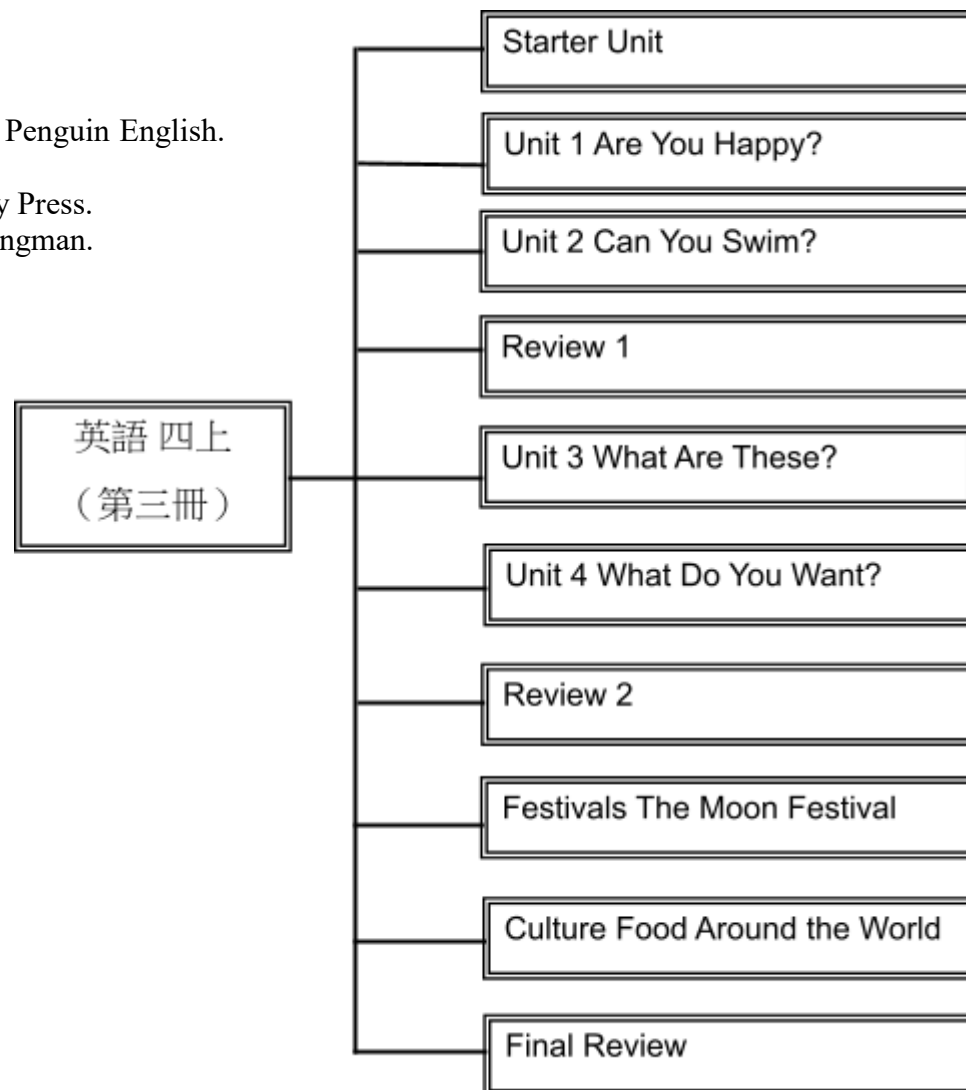 Penguin English.
y Press.
ngman.
英語 四上
（第三冊）
Starter Unit
Unit 1 Are You Happy?
Unit 2 Can You Swim?
Review 1
Unit 3 What Are These?
Unit 4 What Do You Want?
Review 2
Festivals The Moon Festival
Culture Food Around the World
Final Review